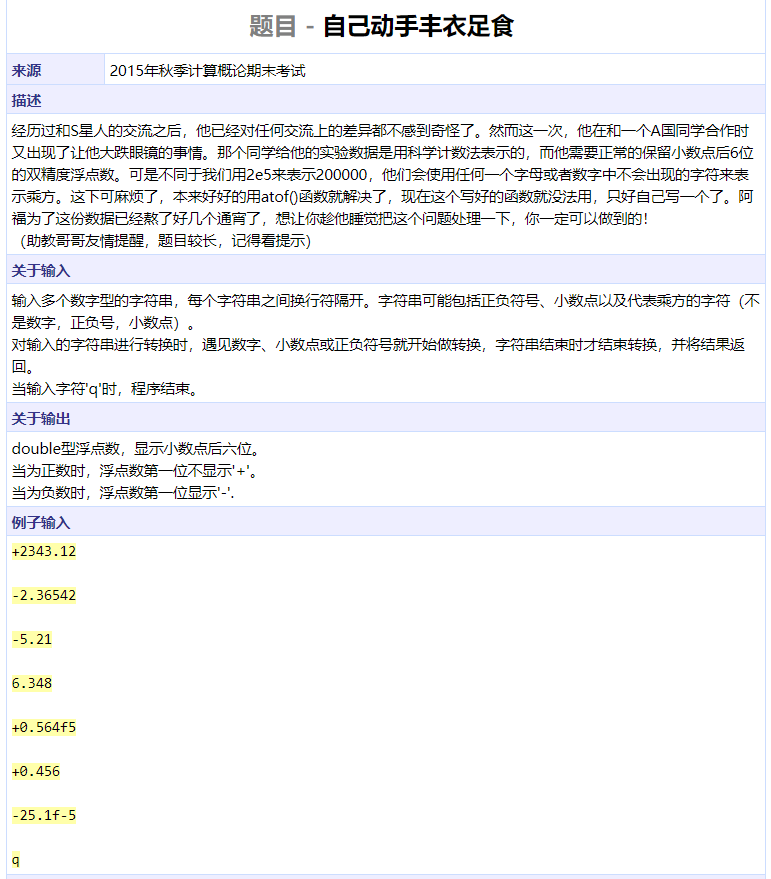 题目 - 自己动手丰衣足食
来源 2015年秋季计算概论期末考试
描述
经历过和S星人的交流之后，他已经对任何交流上的差异都不感到奇怪了。然而这一次，他在和一个A国同学合作时
又出现了让他大跌眼镜的事情。那个同学给他的实验数据是用科学计数法表示的，而他需要正常的保留小数点后6位
的双精度浮点数。可是不同于我们用2e5来表示200000，他们会使用任何一个字母或者数字中不会出现的字符来表
示乘方。这下可麻烦了，本来好好的用atof()函数就解决了，现在这个写好的函数就没法用，只好自己写一个了。阿
福为了这份数据已经熬了好几个通宵了，想让你趁他睡觉把这个问题处理一下，你一定可以做到的！
（助教哥哥友情提醒，题目较长，记得看提示）
关于输入
输入多个数字型的字符串，每个字符串之间换行符隔开。字符串可能包括正负符号、小数点以及代表乘方的字符（不
是数字，正负号，小数点）。
对输入的字符串进行转换时，遇见数字、小数点或正负符号就开始做转换，字符串结束时才结束转换，并将结果返
回。
当输入字符'q'时，程序结束。
关于输出
double型浮点数，显示小数点后六位。
当为正数时，浮点数第一位不显示'+'。
当为负数时，浮点数第一位显示'-'.
例子输入
+2343.12
-2.36542
-5.21
6.348
+0.564f5
+0.456
-25.1f-5
q